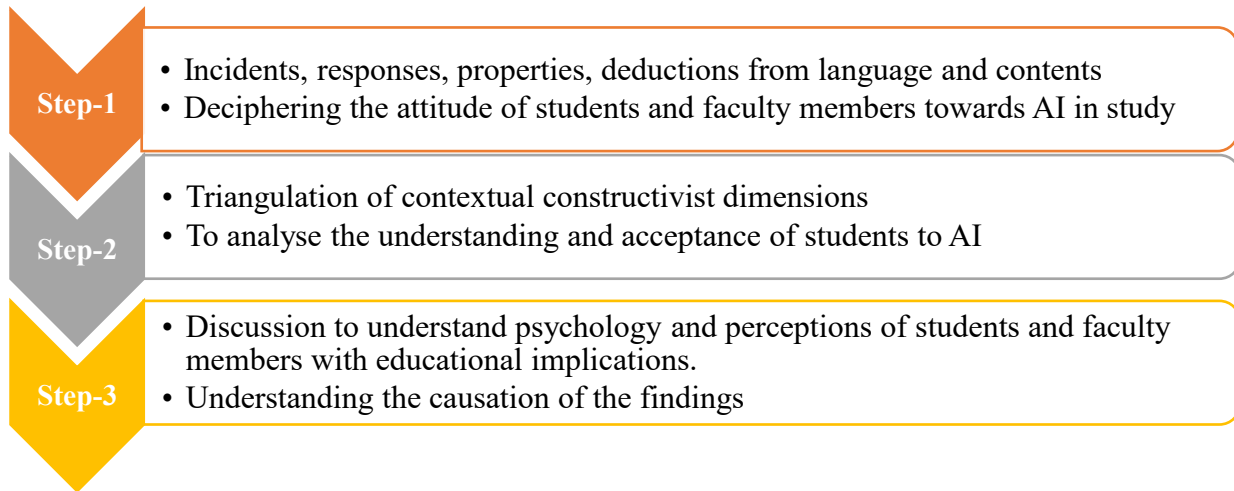 Step-1
• Incidents, responses, properties, deductions from language and contents
• Deciphering the attitude of students and faculty members towards AI in study
Step-2
• Triangulation of contextual constructivist dimensions
• To analyse the understanding and acceptance of students to AI
Step-3
• Discussion to understand psychology and perceptions of students and faculty
members with educational implications.
• Understanding the causation of the findings